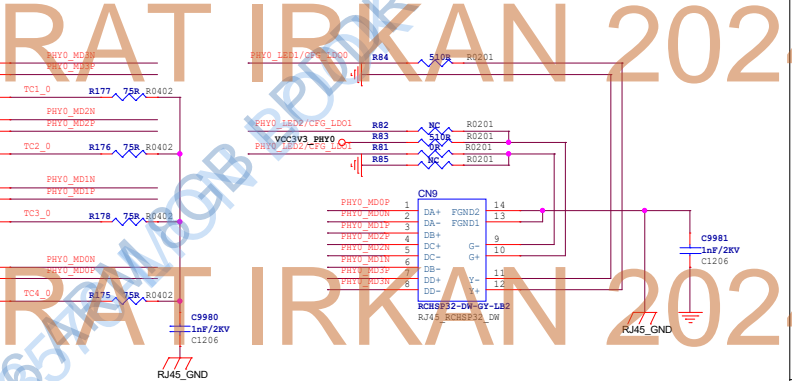 RAT IRKAN 2024
PHY0_MD3N
PHY0_MD3P
TC1_0 R177 75R R0402
PHY0_MD2N
PHY0_MD2P
TC2_0 R176 75R R0402
PHY0_MD1N
PHY0_MD1P
TC3_0 R178 75R R0402
PHY0_MD0N
PHY0_MD0P
TC4_0 R175 75R R0402
C9980
1nF/2KV
C1206
RJ45_GND
PHY0_LED1/CFG_LDO0 R84 510R R0201
PHY0_LED2/CFG_LDO1 R82 NC R0201
VCC3V3_PHY0 R83 510R R0201
PHY0_LED2/CFG_LDO1 R81 0R R0201
R85 NC R0201
CN9
PHY0_MD0P 1 DA+ FGND2 14
PHY0_MD0N 2 DA- FGND1 13
PHY0_MD1P 3 DB+
PHY0_MD2P 4 DC+ G- 9
PHY0_MD2N 5 DC- G+ 10
PHY0_MD1N 6 DB-
PHY0_MD3P 7 DD+ Y- 11
PHY0_MD3N 8 DD- Y+ 12
RCHSP32-DW-GY-LB2
RJ45_RCHSP32_DW
C9981
1nF/2KV
C1206
RJ45_GND
RAT IRKAN 2024
ARM 8GB LPDDR